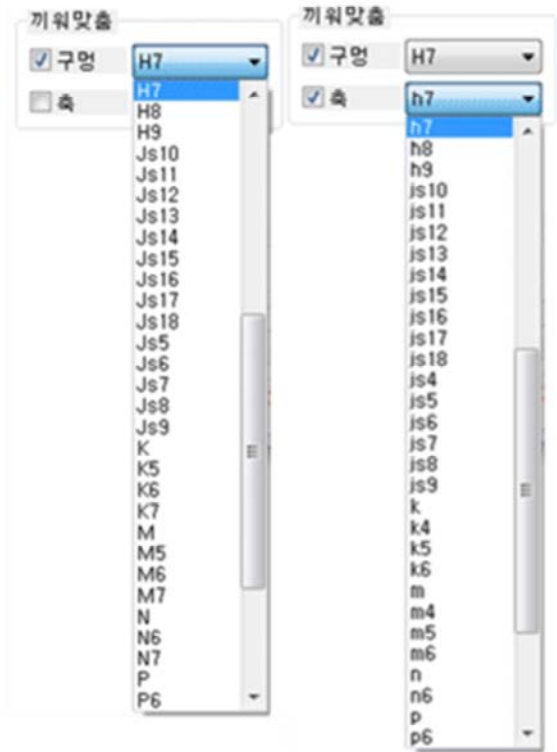 끼워맞춤
구멍
H7
축
H7
H8
H9
Js10
Js11
Js12
Js13
Js14
Js15
Js16
Js17
Js18
Js5
Js6
Js7
Js8
Js9
K
K5
K6
K7
M
M5
M6
M7
N
N6
N7
P
P6
끼워맞춤
구멍
H7
축
h7
h7
h8
h9
js10
js11
js12
js13
js14
js15
js16
js17
js18
js4
js5
js6
js7
js8
js9
k
k4
k5
k6
m
m4
m5
m6
n
n6
p
p6